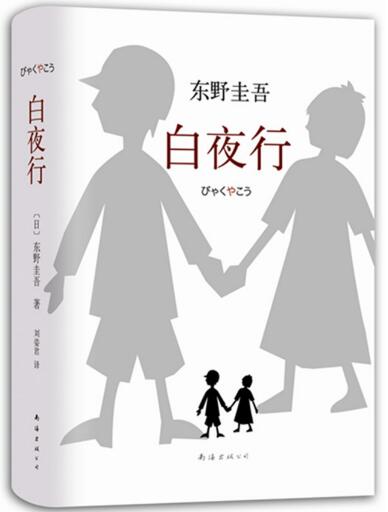 びゃくやこう
白夜行
〔日〕东野圭吾 著
刘姿君 译
东野圭吾
白夜行
びゃくやこう
南海出版公司